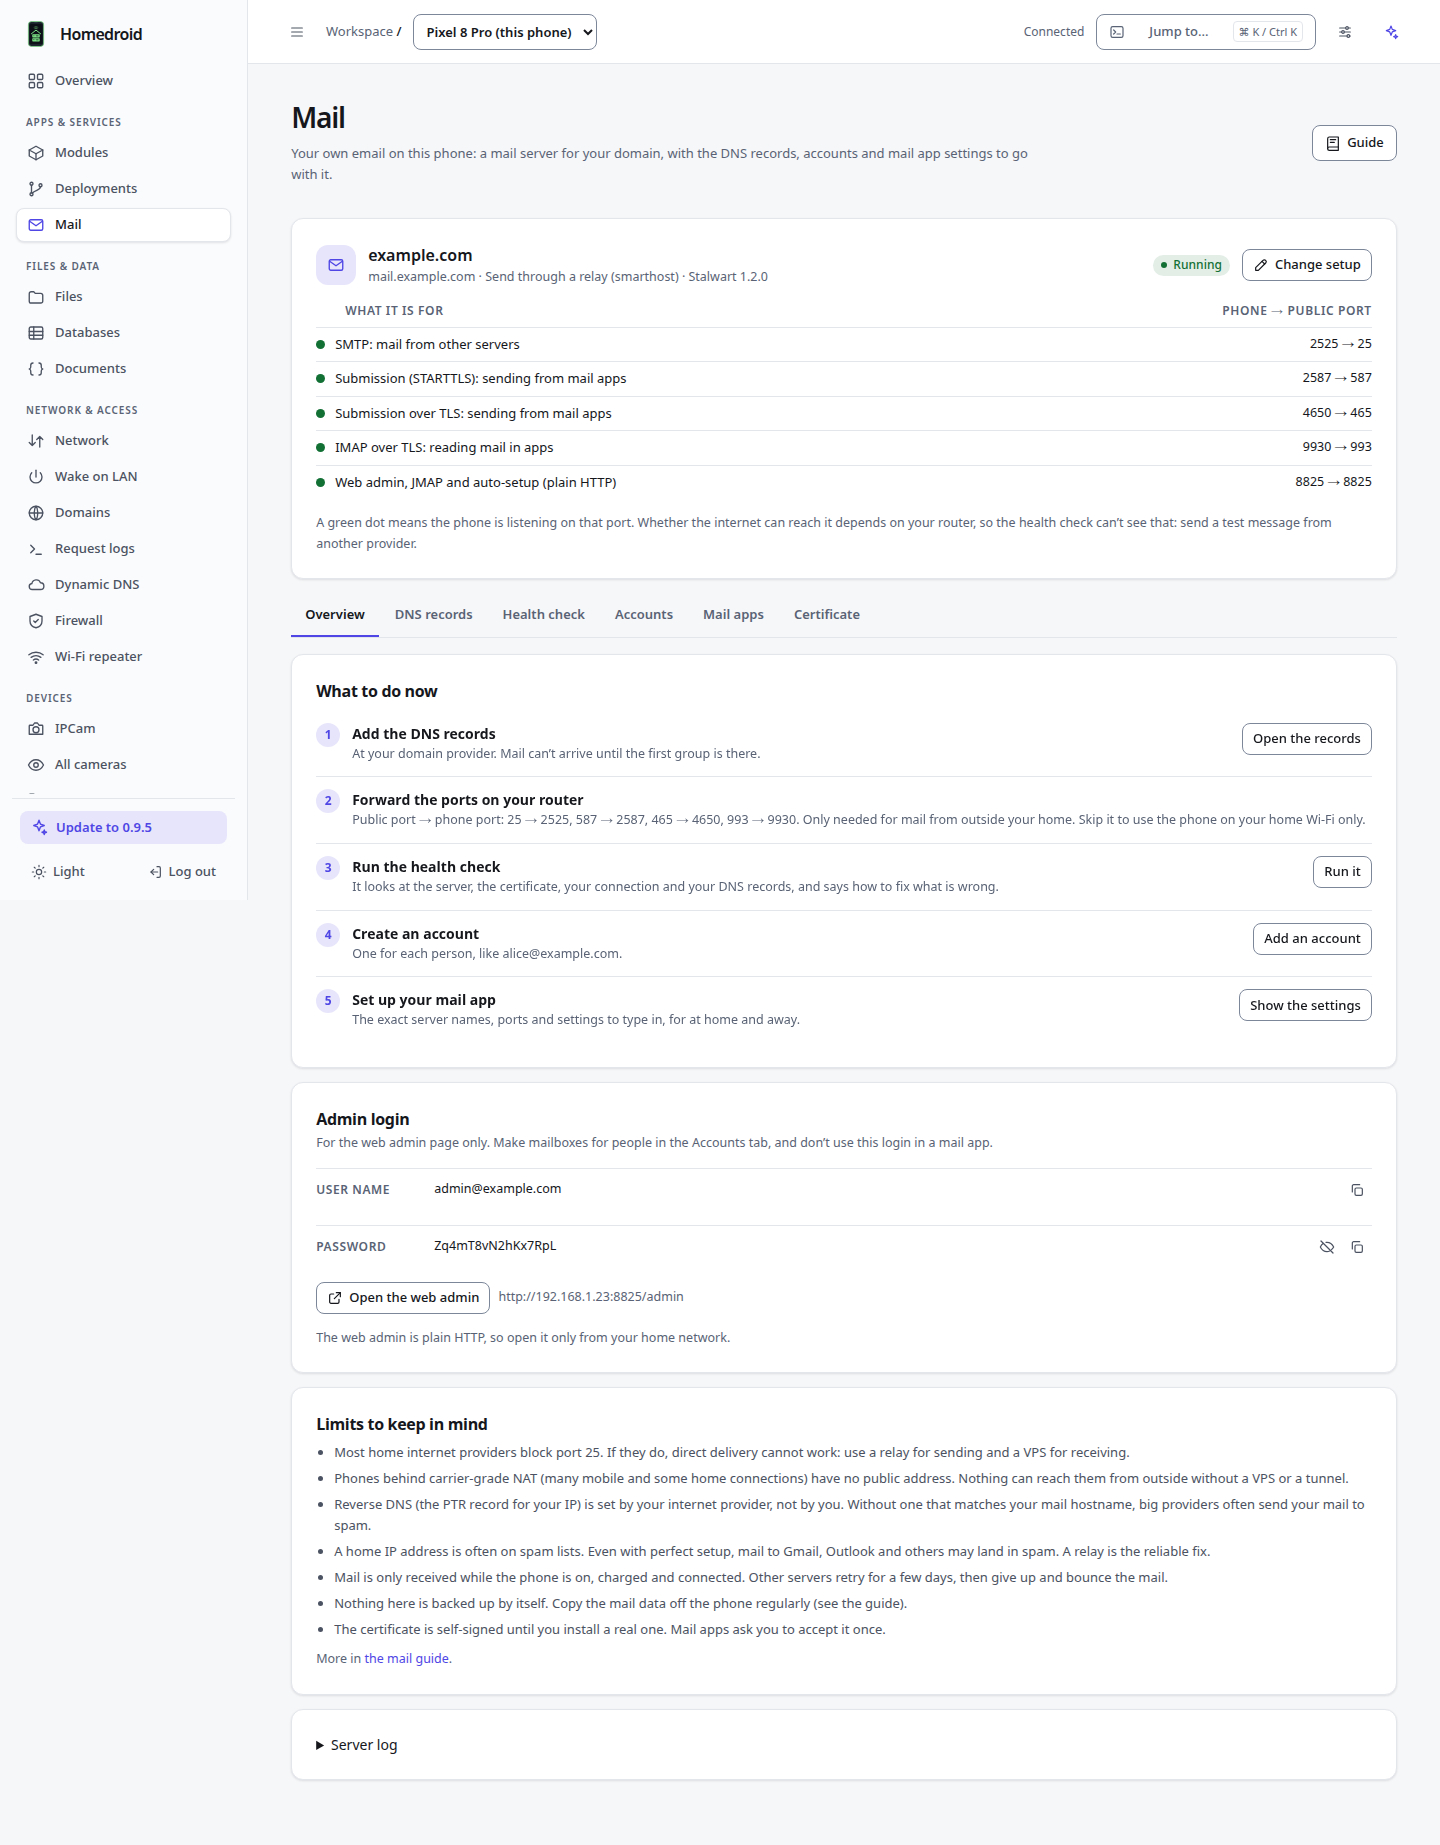 Homedroid
Overview
APPS & SERVICES
Modules
Deployments
Mail
FILES & DATA
Files
Databases
Documents
NETWORK & ACCESS
Network
Wake on LAN
Domains
Request logs
Dynamic DNS
Firewall
Wi-Fi repeater
DEVICES
IPCam
All cameras
Update to 0.9.5
Light
Log out
Workspace /
Pixel 8 Pro (this phone)
Connected
Jump to...
⌘ K / Ctrl K
Mail
Your own email on this phone: a mail server for your domain, with the DNS records, accounts and mail app settings to go
with it.
Guide
example.com
mail.example.com · Send through a relay (smarthost) · Stalwart 1.2.0
Running
Change setup
WHAT IT IS FOR
PHONE → PUBLIC PORT
SMTP: mail from other servers
2525 → 25
Submission (STARTTLS): sending from mail apps
2587 → 587
Submission over TLS: sending from mail apps
4650 → 465
IMAP over TLS: reading mail in apps
9930 → 993
Web admin, JMAP and auto-setup (plain HTTP)
8825 → 8825
A green dot means the phone is listening on that port. Whether the internet can reach it depends on your router, so the health check can’t see that: send a test message from
another provider.
Overview
DNS records
Health check
Accounts
Mail apps
Certificate
What to do now
1
Add the DNS records
At your domain provider. Mail can’t arrive until the first group is there.
Open the records
2
Forward the ports on your router
Public port → phone port: 25 → 2525, 587 → 2587, 465 → 4650, 993 → 9930. Only needed for mail from outside your home. Skip it to use the phone on your home Wi-Fi only.
3
Run the health check
It looks at the server, the certificate, your connection and your DNS records, and says how to fix what is wrong.
Run it
4
Create an account
One for each person, like alice@example.com.
Add an account
5
Set up your mail app
The exact server names, ports and settings to type in, for at home and away.
Show the settings
Admin login
For the web admin page only. Make mailboxes for people in the Accounts tab, and don’t use this login in a mail app.
USER NAME
admin@example.com
PASSWORD
Zq4mT8vN2hKx7RpL
Open the web admin
http://192.168.1.23:8825/admin
The web admin is plain HTTP, so open it only from your home network.
Limits to keep in mind
Most home internet providers block port 25. If they do, direct delivery cannot work: use a relay for sending and a VPS for receiving.
Phones behind carrier-grade NAT (many mobile and some home connections) have no public address. Nothing can reach them from outside without a VPS or a tunnel.
Reverse DNS (the PTR record for your IP) is set by your internet provider, not by you. Without one that matches your mail hostname, big providers often send your mail to
spam.
A home IP address is often on spam lists. Even with perfect setup, mail to Gmail, Outlook and others may land in spam. A relay is the reliable fix.
Mail is only received while the phone is on, charged and connected. Other servers retry for a few days, then give up and bounce the mail.
Nothing here is backed up by itself. Copy the mail data off the phone regularly (see the guide).
The certificate is self-signed until you install a real one. Mail apps ask you to accept it once.
More in the mail guide.
Server log